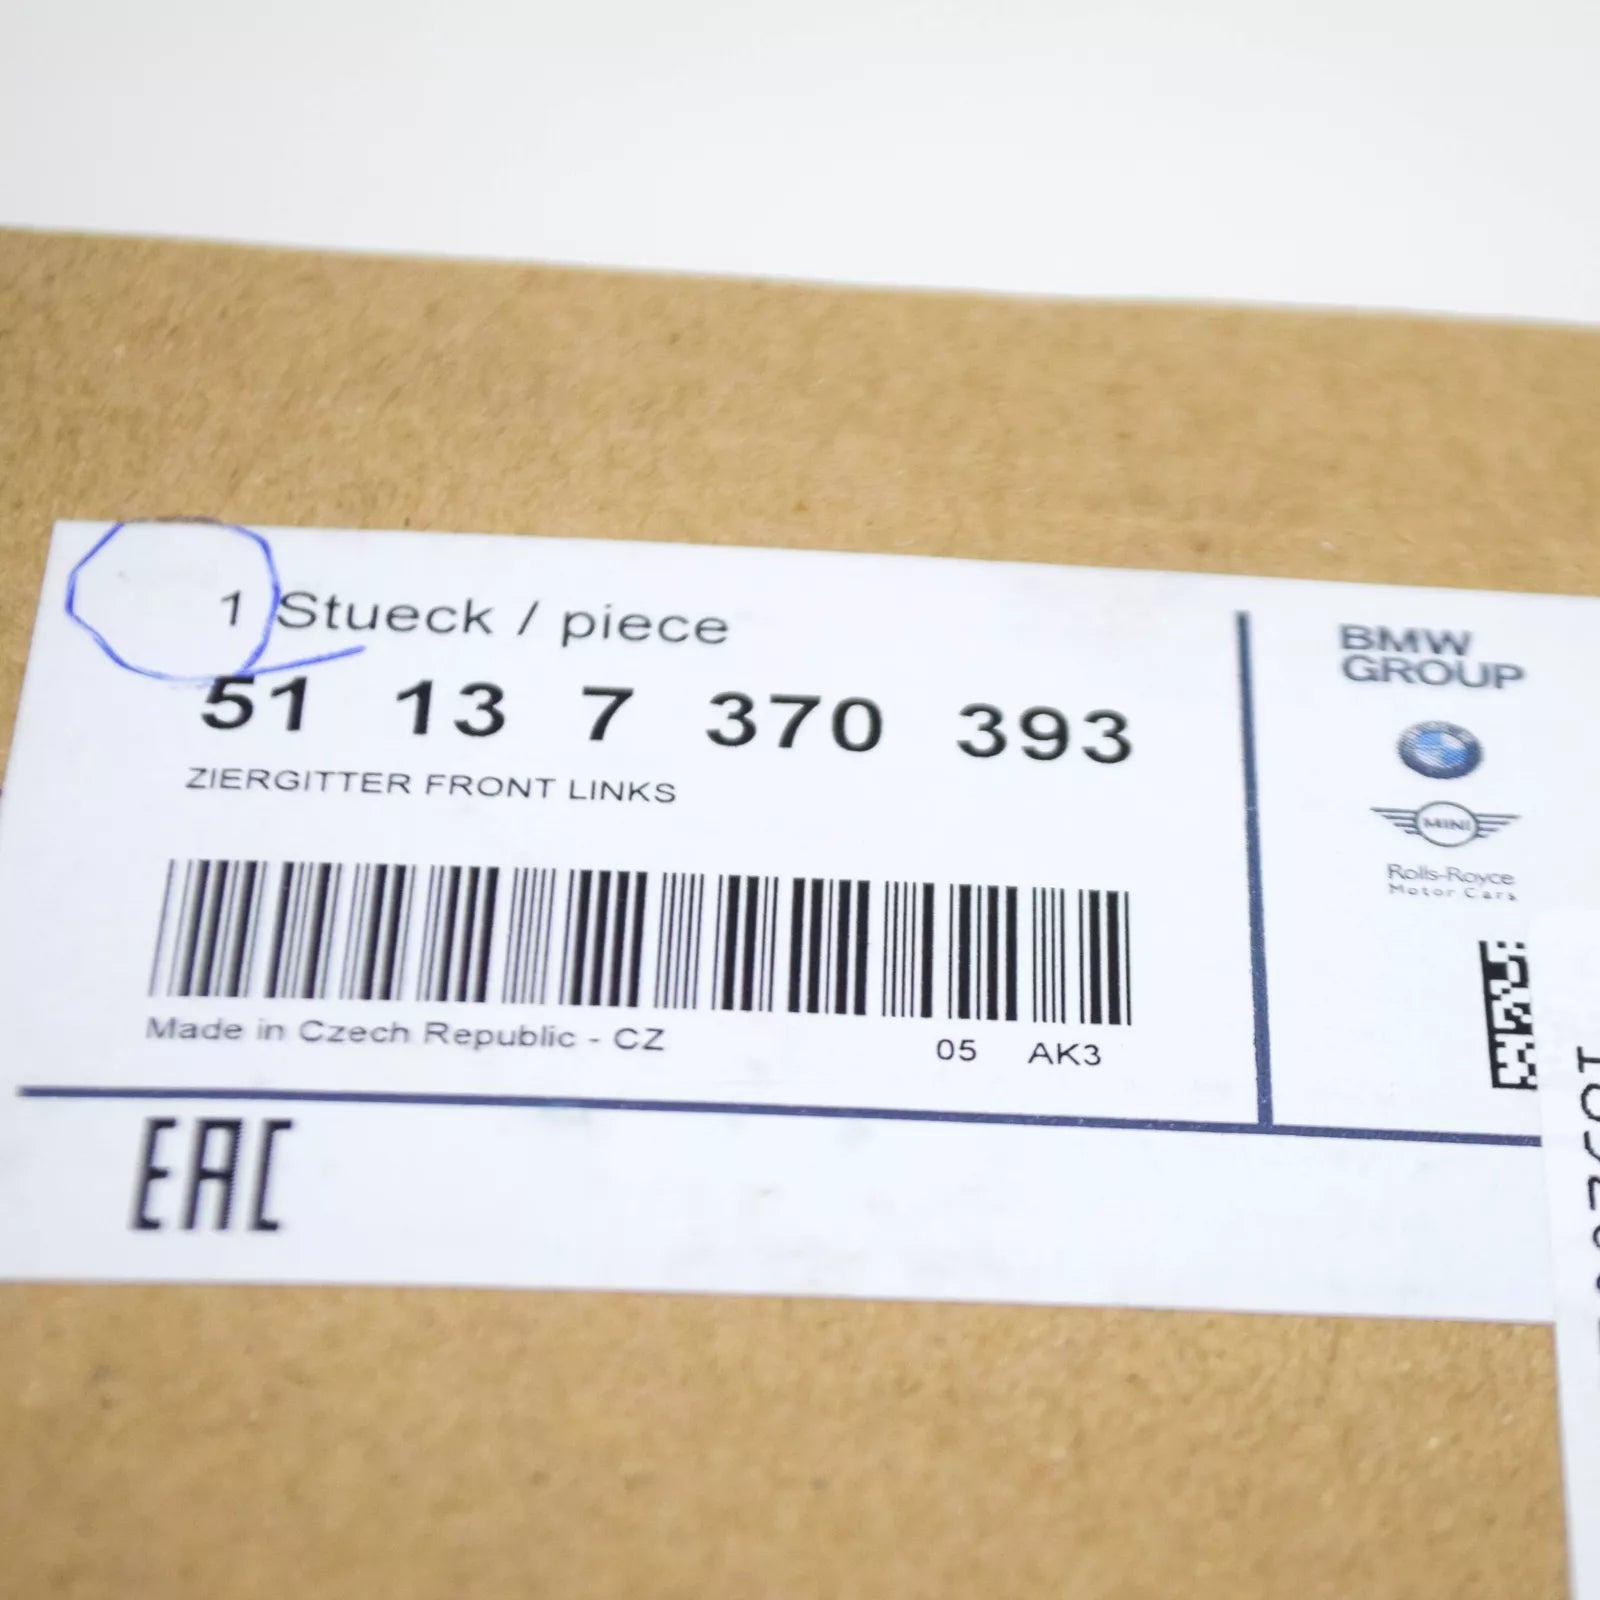 1 Stueck / piece
51 13 7 370 393
ZIERGITTER FRONT LINKS
Made in Czech Republic - CZ
05 AK3
EAC
BMW
GROUP
MINI
Rolls-Royce
Motor Cars